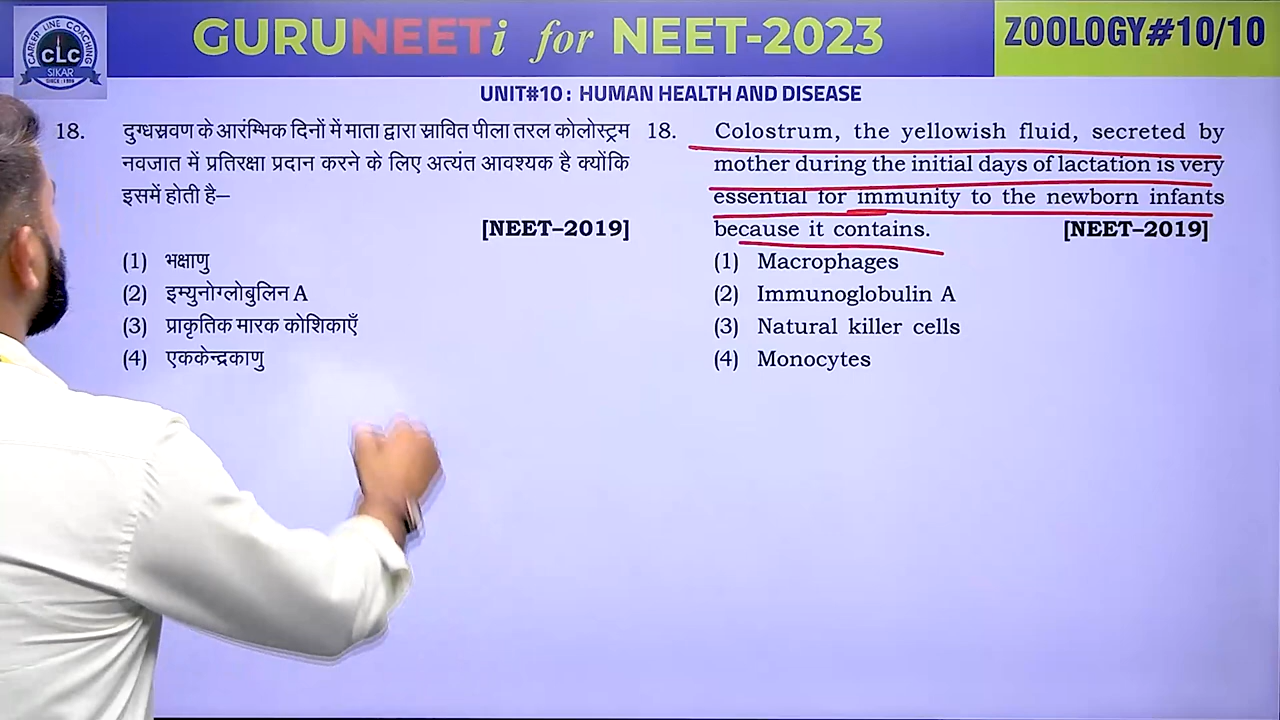 CAREER LINE COACHING
CLC
SIKAR
SINCE : 1996
GURUNEETi for NEET-2023
ZOOLOGY#10/10
UNIT#10 : HUMAN HEALTH AND DISEASE
18. दुग्धस्रवण के आरंम्भिक दिनों में माता द्वारा स्रावित पीला तरल कोलोस्ट्रम
नवजात में प्रतिरक्षा प्रदान करने के लिए अत्यंत आवश्यक है क्योंकि
इसमें होती है–
[NEET–2019]
(1) भक्षाणु
(2) इम्युनोग्लोबुलिन A
(3) प्राकृतिक मारक कोशिकाएँ
(4) एककेन्द्रकाणु
18. Colostrum, the yellowish fluid, secreted by
mother during the initial days of lactation is very
essential for immunity to the newborn infants
because it contains. [NEET–2019]
(1) Macrophages
(2) Immunoglobulin A
(3) Natural killer cells
(4) Monocytes